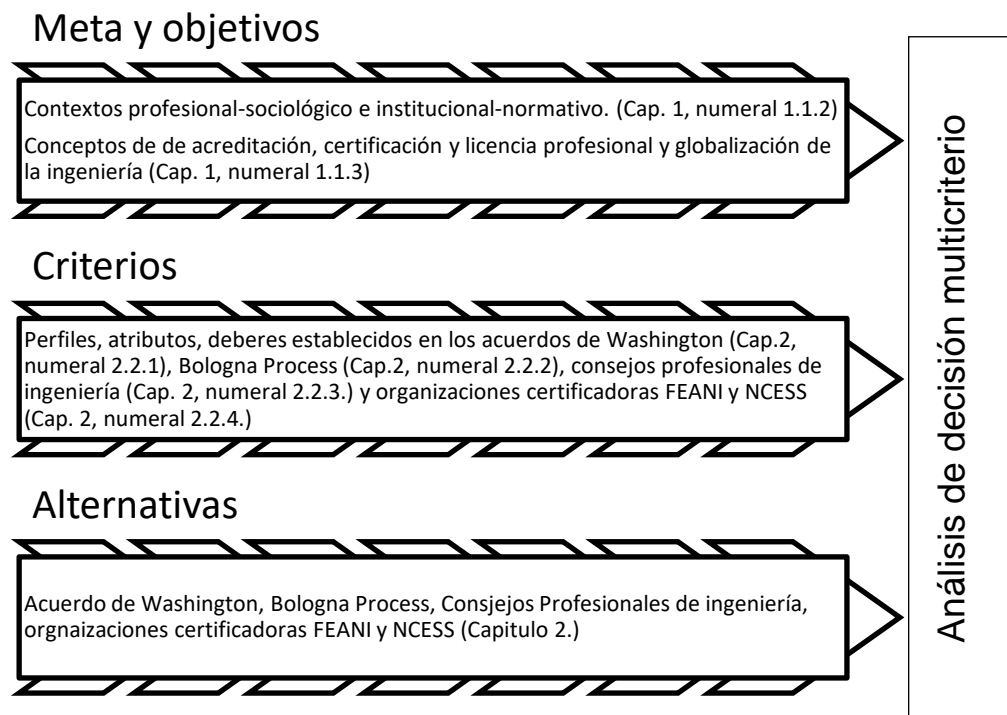 Meta y objetivos
Contextos profesional-sociológico e institucional-normativo. (Cap. 1, numeral 1.1.2)
Conceptos de de acreditación, certificación y licencia profesional y globalización de
la ingeniería (Cap. 1, numeral 1.1.3)
Criterios
Perfiles, atributos, deberes establecidos en los acuerdos de Washington (Cap.2,
numeral 2.2.1), Bologna Process (Cap.2, numeral 2.2.2), consejos profesionales de
ingeniería (Cap. 2, numeral 2.2.3.) y organizaciones certificadoras FEANI y NCESS
(Cap. 2, numeral 2.2.4.)
Alternativas
Acuerdo de Washington, Bologna Process, Consjejos Profesionales de ingeniería,
orgnaizaciones certificadoras FEANI y NCESS (Capitulo 2.)
Análisis de decisión multicriterio